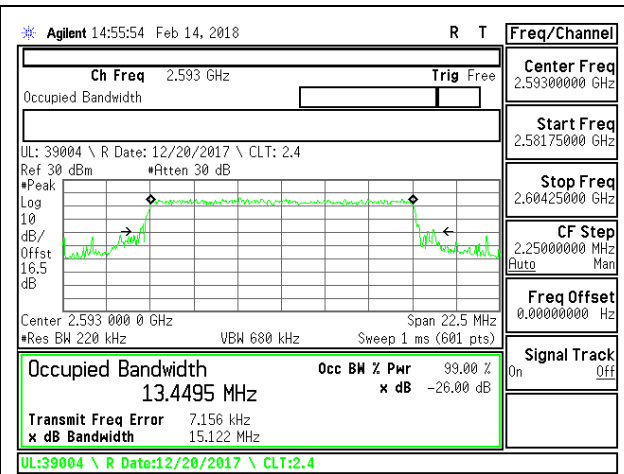 Agilent 14:55:54 Feb 14, 2018 R T
Ch Freq 2.593 GHz Trig Free
Occupied Bandwidth
UL: 39004 \ R Date: 12/20/2017 \ CLT: 2.4
Ref 30 dBm #Atten 30 dB
#Peak
Log
10
dB/
Offst
16.5
dB
Center 2.593 000 0 GHz Span 22.5 MHz
#Res BW 220 kHz VBW 680 kHz Sweep 1 ms (601 pts)
Occupied Bandwidth Occ BW % Pwr 99.00 %
13.4495 MHz x dB -26.00 dB
Transmit Freq Error 7.156 kHz
x dB Bandwidth 15.122 MHz
UL:39004 \ R Date:12/20/2017 \ CLT:2.4
Freq/Channel
Center Freq
2.59300000 GHz
Start Freq
2.58175000 GHz
Stop Freq
2.60425000 GHz
CF Step
2.25000000 MHz
Auto Man
Freq Offset
0.00000000 Hz
Signal Track
On Off